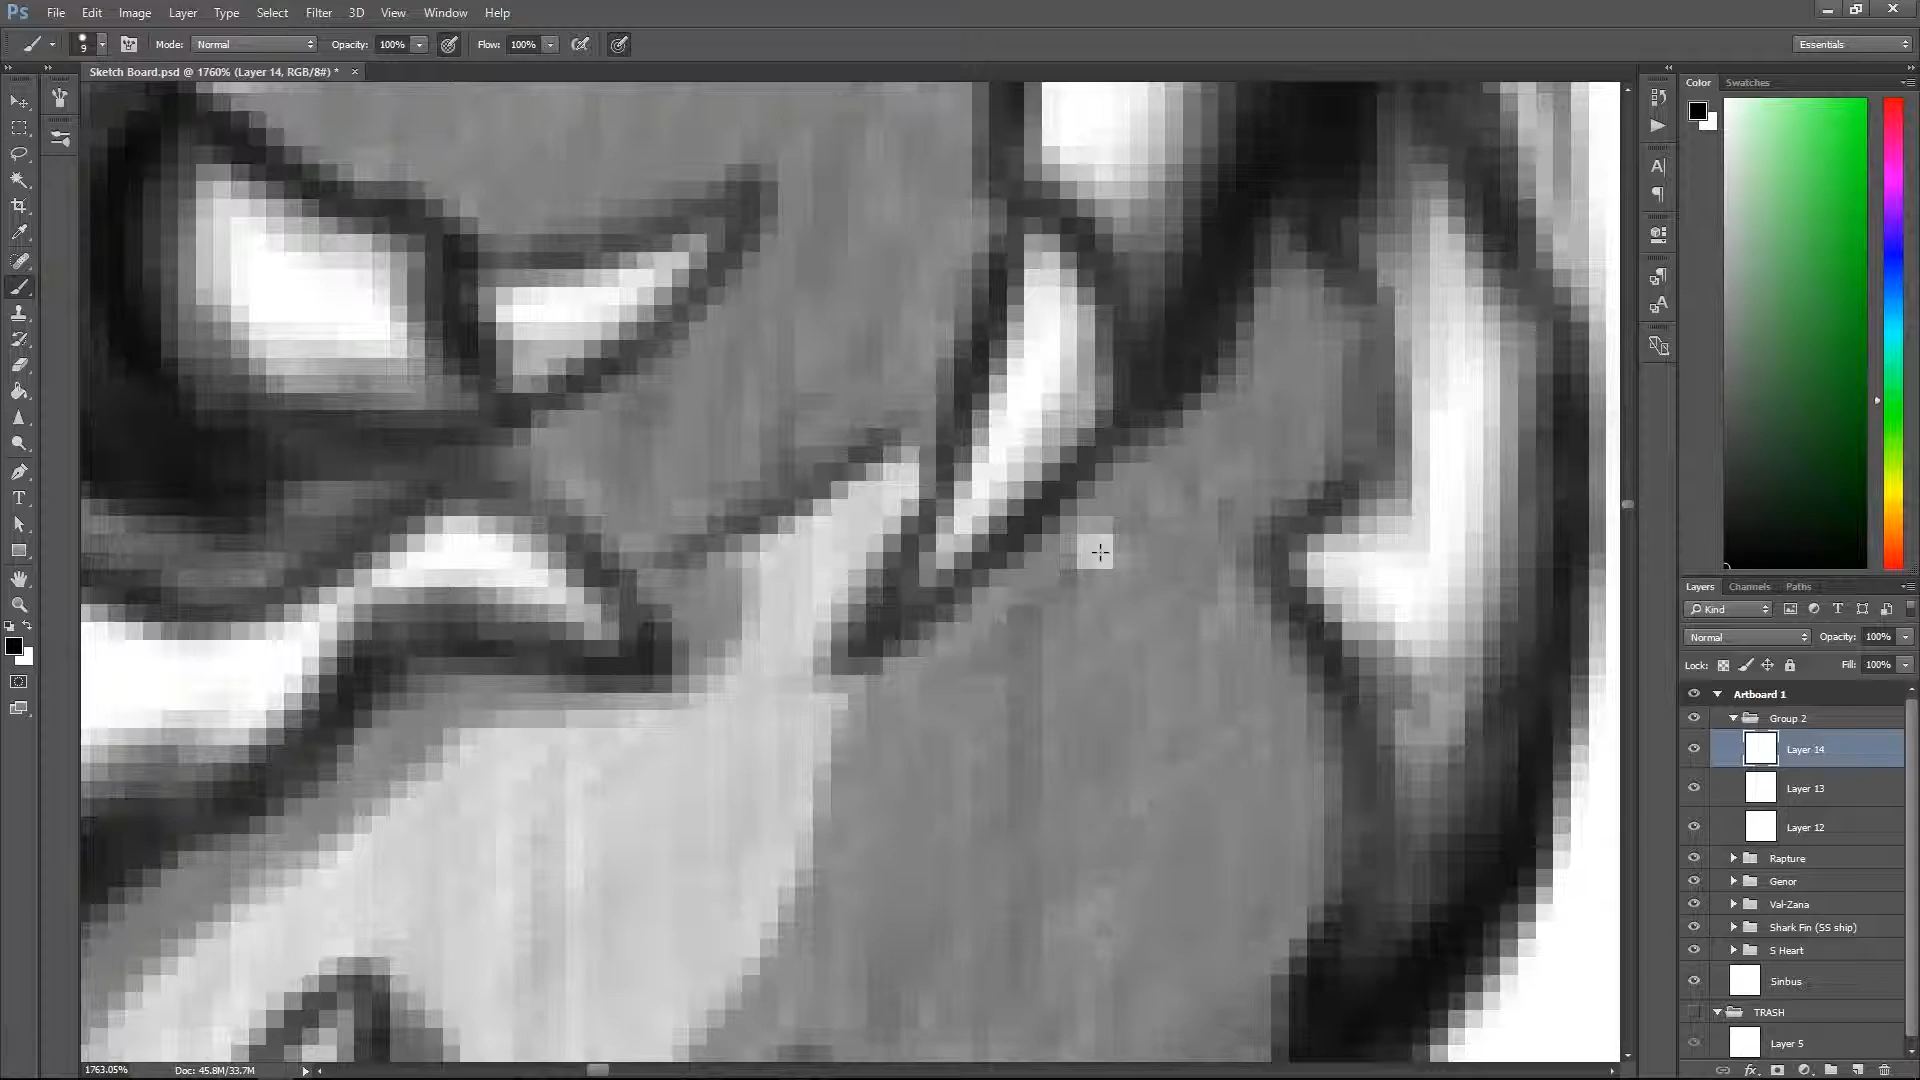 Ps File Edit Image Layer Type Select Filter 3D View Window Help
9 Mode: Normal Opacity: 100% Flow: 100% Essentials
Sketch Board.psd @ 1760% (Layer 14, RGB/8#) * ×
Color Swatches
Layers Channels Paths
Kind
Normal Opacity: 100%
Lock: Fill: 100%
Artboard 1
Group 2
Layer 14
Layer 13
Layer 12
Rapture
Genor
Val-Zana
Shark Fin (SS ship)
S Heart
Sinbus
TRASH
Layer 5
1763.05% Doc: 45.8M/33.7M